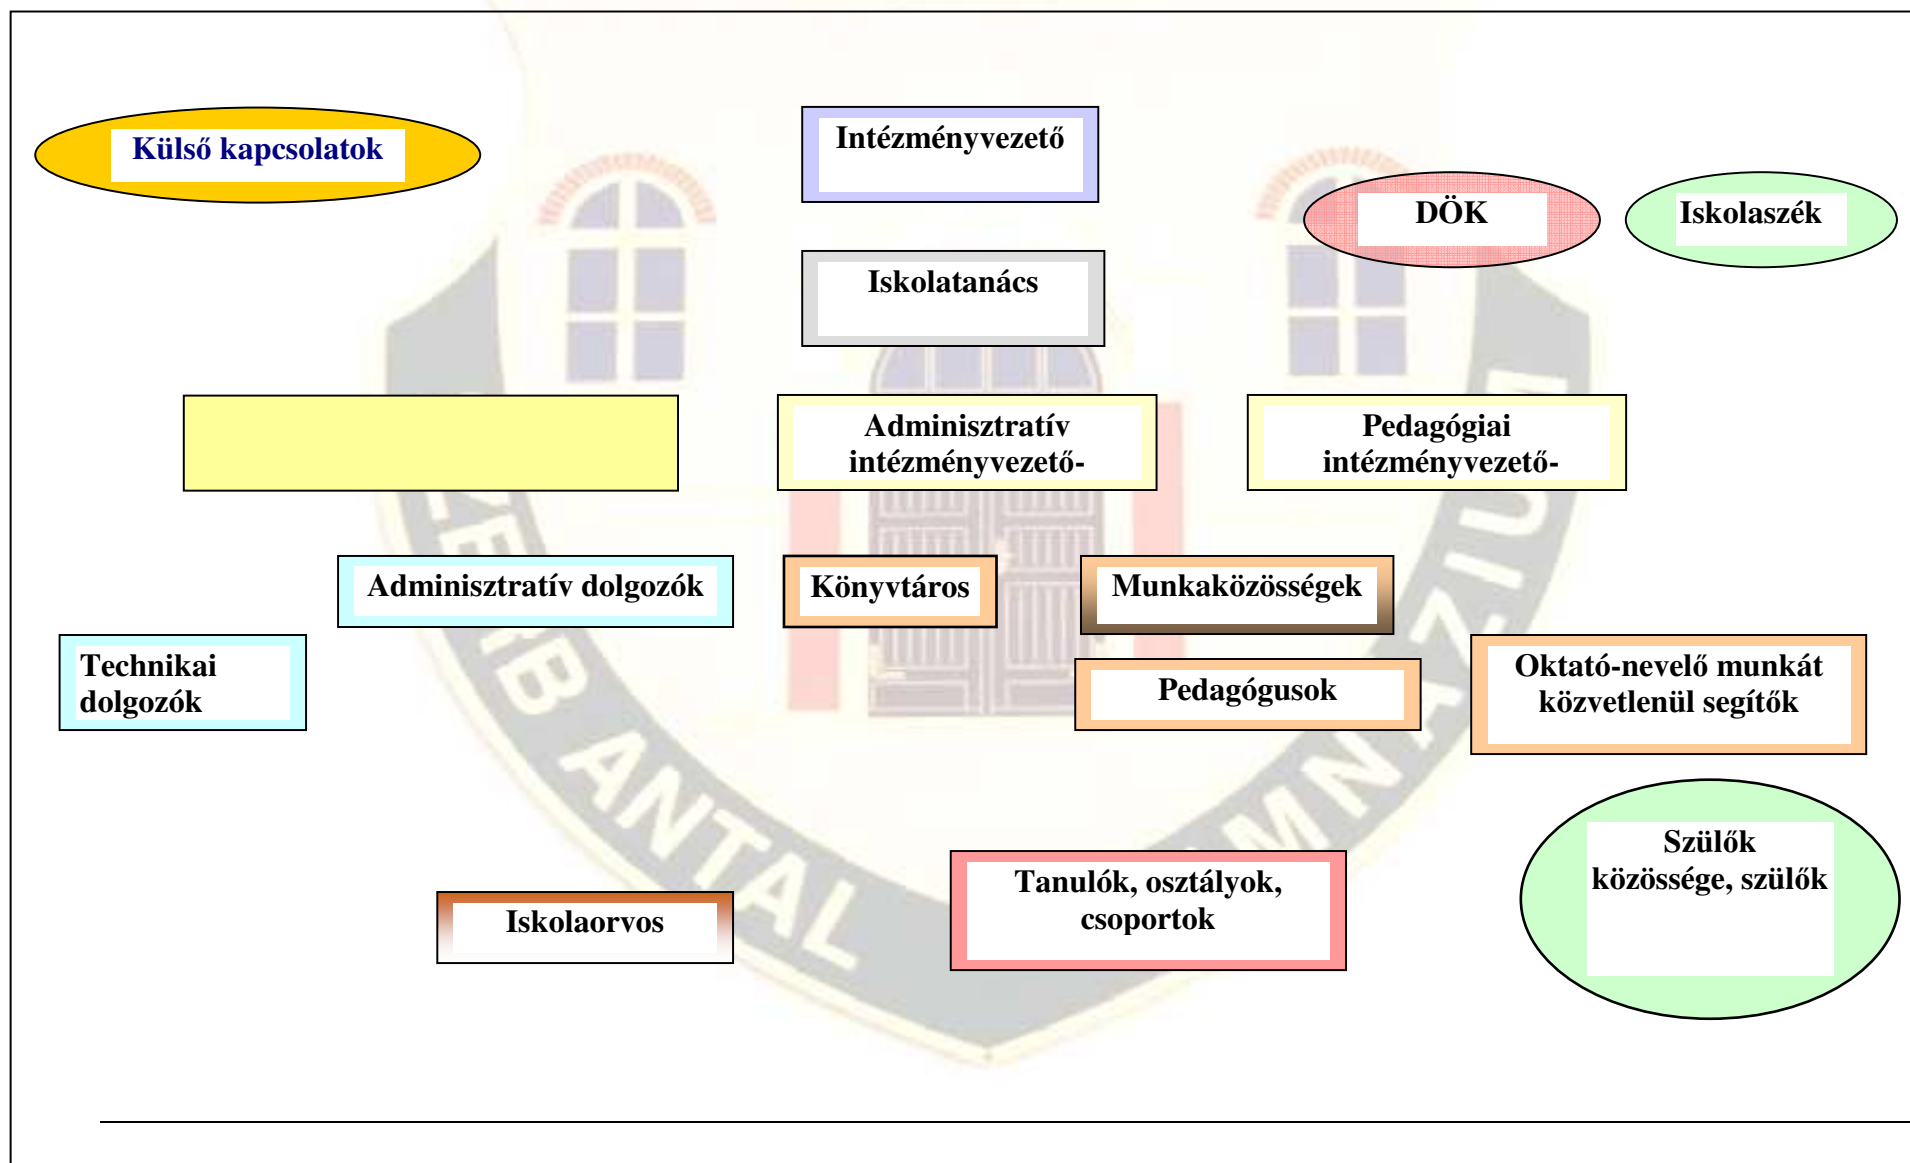 Külső kapcsolatok
Intézményvezető
DÖK
Iskolaszék
Iskolatanács
Adminisztratív
intézményvezető-
Pedagógiai
intézményvezető-
Adminisztratív dolgozók
Könyvtáros
Munkaközösségek
Technikai
dolgozók
Pedagógusok
Oktató-nevelő munkát
közvetlenül segítők
Szülők
közössége, szülők
Tanulók, osztályok,
csoportok
Iskolaorvos
ANTAL